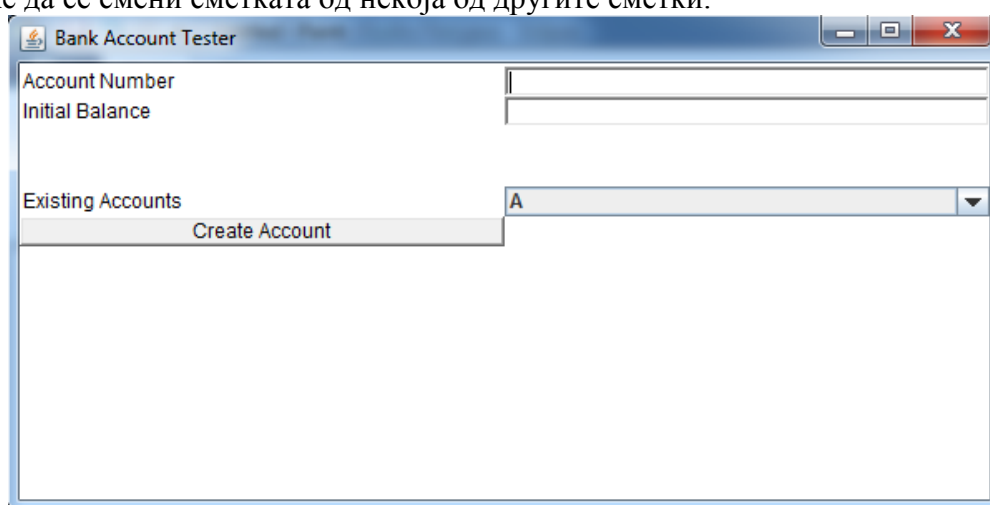 да се смени сметката од некоја од другите сметки.
Bank Account Tester
Account Number
Initial Balance
Existing Accounts A
Create Account